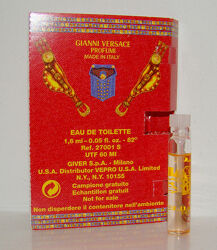 GIANNI VERSACE
PROFUMI
MADE IN ITALY
EAU DE TOILETTE
1,6 ml - 0.05 fl. oz. - 82°
Ref. 27001 S
UTF 60 MI
GIVER S.p.A. - Milano
U.S.A. Distributor VEPRO U.S.A. Limited
N.Y., N.Y. 10155
Campione gratuito
Echantillon gratuit
Not for sale
Non disperdere il contenitore nell'ambiente